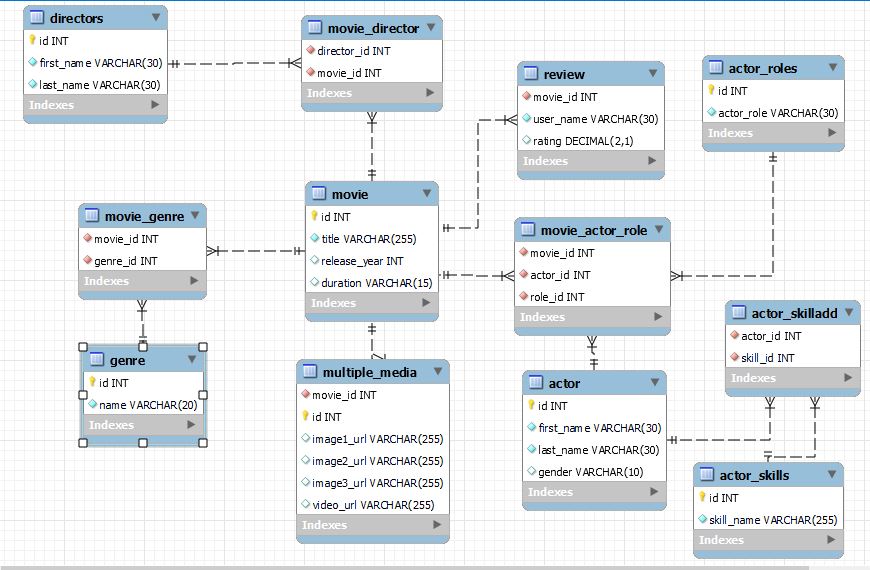 directors
id INT
first_name VARCHAR(30)
last_name VARCHAR(30)
Indexes
movie_director
director_id INT
movie_id INT
Indexes
review
movie_id INT
user_name VARCHAR(30)
rating DECIMAL(2,1)
Indexes
actor_roles
id INT
actor_role VARCHAR(30)
Indexes
movie_genre
movie_id INT
genre_id INT
Indexes
movie
id INT
title VARCHAR(255)
release_year INT
duration VARCHAR(15)
Indexes
movie_actor_role
movie_id INT
actor_id INT
role_id INT
Indexes
actor_skilladd
actor_id INT
skill_id INT
Indexes
genre
id INT
name VARCHAR(20)
Indexes
multiple_media
movie_id INT
id INT
image1_url VARCHAR(255)
image2_url VARCHAR(255)
image3_url VARCHAR(255)
video_url VARCHAR(255)
Indexes
actor
id INT
first_name VARCHAR(30)
last_name VARCHAR(30)
gender VARCHAR(10)
Indexes
actor_skills
id INT
skill_name VARCHAR(255)
Indexes